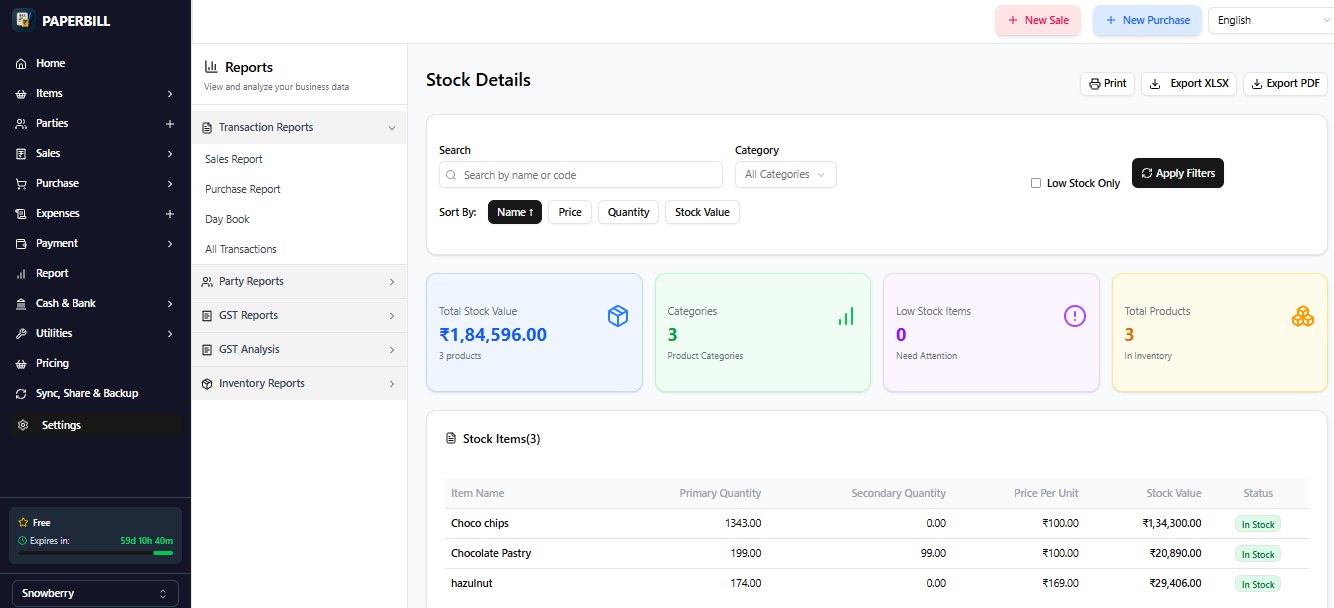 PAPERBILL
Home
Items
Parties
Sales
Purchase
Expenses
Payment
Report
Cash & Bank
Utilities
Pricing
Sync, Share & Backup
Settings
Free
Expires in: 59d 10h 40m
Snowberry
Reports
View and analyze your business data
Transaction Reports
Sales Report
Purchase Report
Day Book
All Transactions
Party Reports
GST Reports
GST Analysis
Inventory Reports
+ New Sale + New Purchase English
Stock Details
Print Export XLSX Export PDF
Search Category
Search by name or code All Categories Low Stock Only Apply Filters
Sort By: Name ↑ Price Quantity Stock Value
Total Stock Value
₹1,84,596.00
3 products
Categories
3
Product Categories
Low Stock Items
0
Need Attention
Total Products
3
In Inventory
Stock Items(3)
Item Name Primary Quantity Secondary Quantity Price Per Unit Stock Value Status
Choco chips 1343.00 0.00 ₹100.00 ₹1,34,300.00 In Stock
Chocolate Pastry 199.00 99.00 ₹100.00 ₹20,890.00 In Stock
hazulnut 174.00 0.00 ₹169.00 ₹29,406.00 In Stock